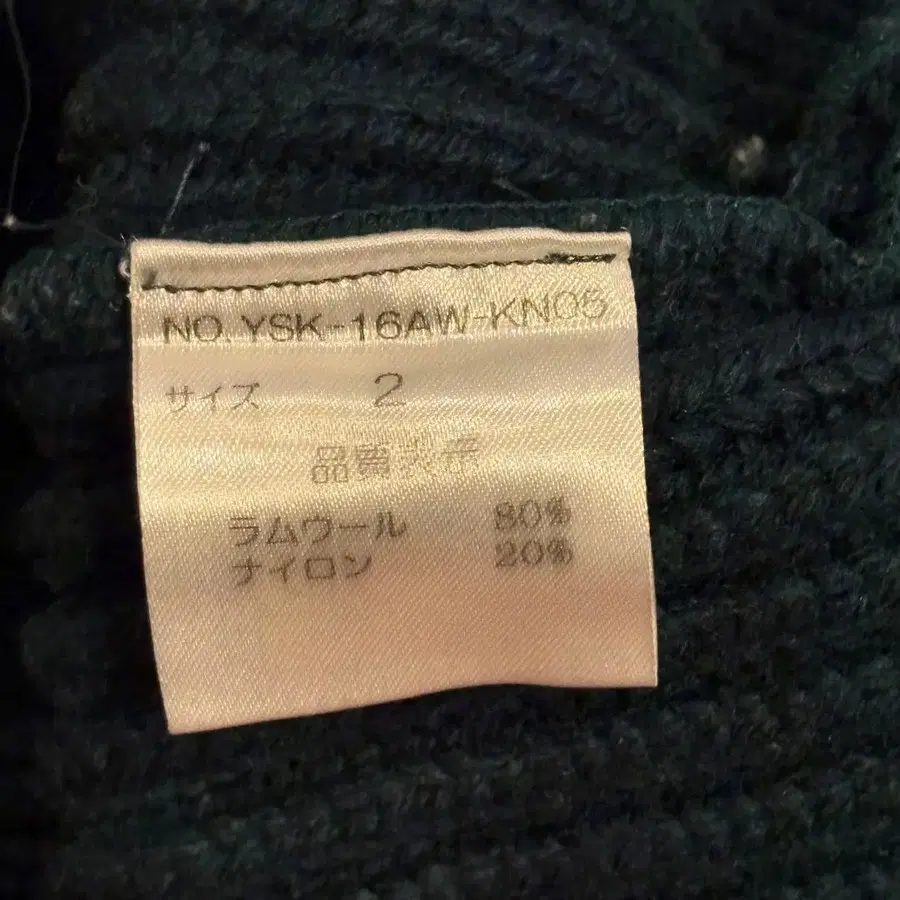 NO.YSK-16AW-KN05
サイズ 2
品質表示
ラムウール 80%
ナイロン 20%